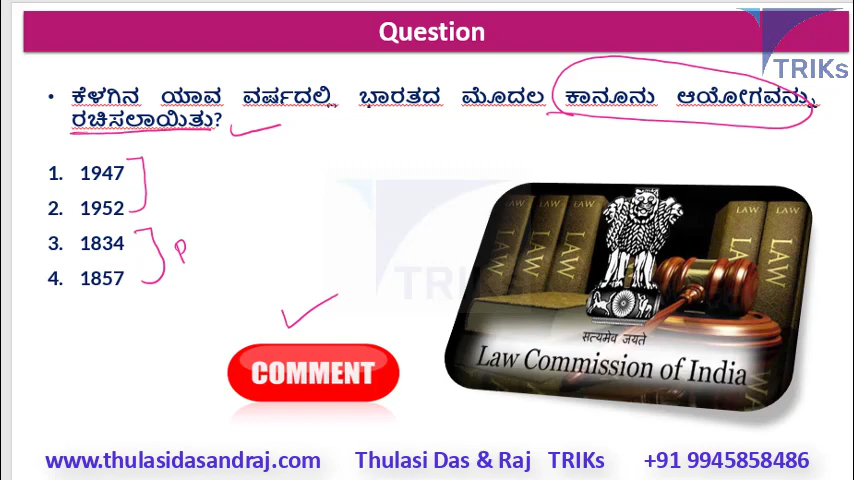 Question
TRIKs
• ಕೆಳಗಿನ ಯಾವ ವರ್ಷದಲ್ಲಿ ಭಾರತದ ಮೊದಲ ಕಾನೂನು ಆಯೋಗವನ್ನು
ರಚಿಸಲಾಯಿತು?
1. 1947
2. 1952
3. 1834
4. 1857
P
TRIKs
LAW LAW LAW LAW LAW
सत्यमेव जयते
Law Commission of India
COMMENT
www.thulasidasandraj.com Thulasi Das & Raj TRIKs +91 9945858486